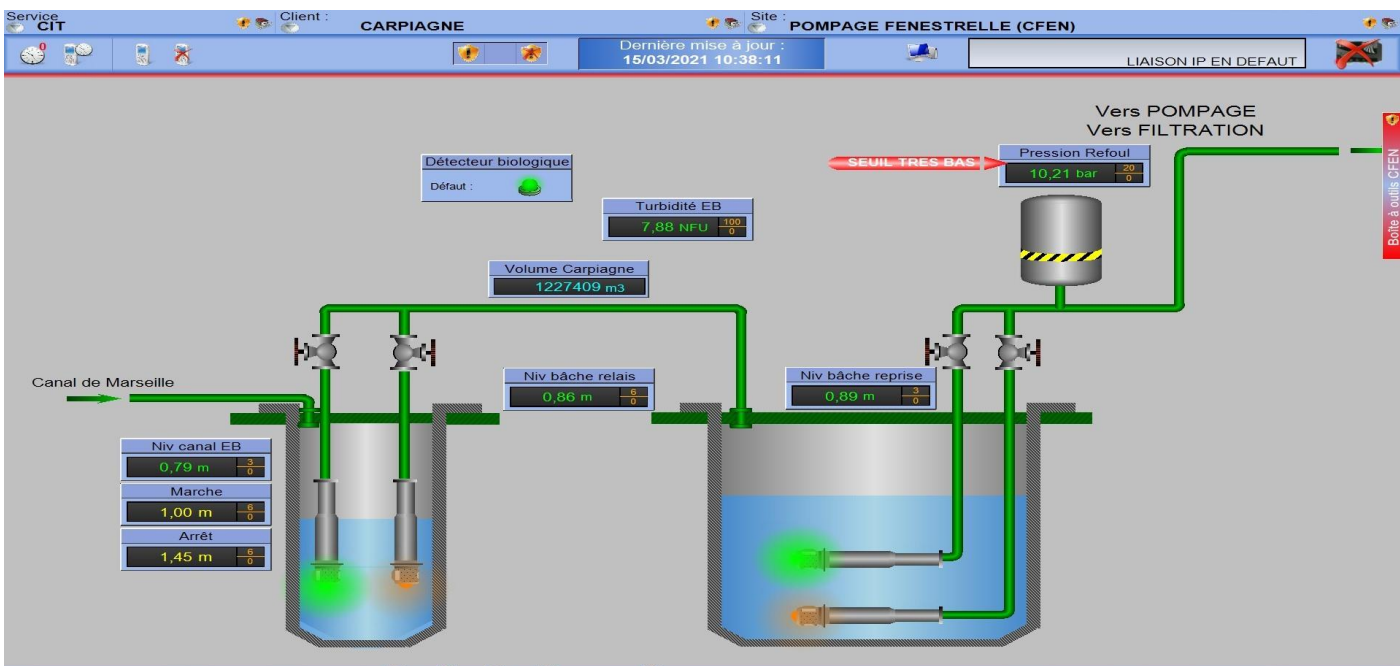 Service
CIT
Client :
CARPIAGNE
Site :
POMPAGE FENESTRELLE (CFEN)
0
Dernière mise à jour :
15/03/2021 10:38:11
LIAISON IP EN DEFAUT
Vers POMPAGE
Vers FILTRATION
Boîte à outils CFEN
Détecteur biologique
Défaut :
SEUIL TRES BAS
Pression Refoul
10,21 bar 20 0
Turbidité EB
7,88 NFU 100 0
Volume Carpiagne
1227409 m3
Canal de Marseille
Niv bâche relais
0,86 m 6 0
Niv bâche reprise
0,89 m 3 0
Niv canal EB
0,79 m 3 0
Marche
1,00 m 6 0
Arrêt
1,45 m 6 0